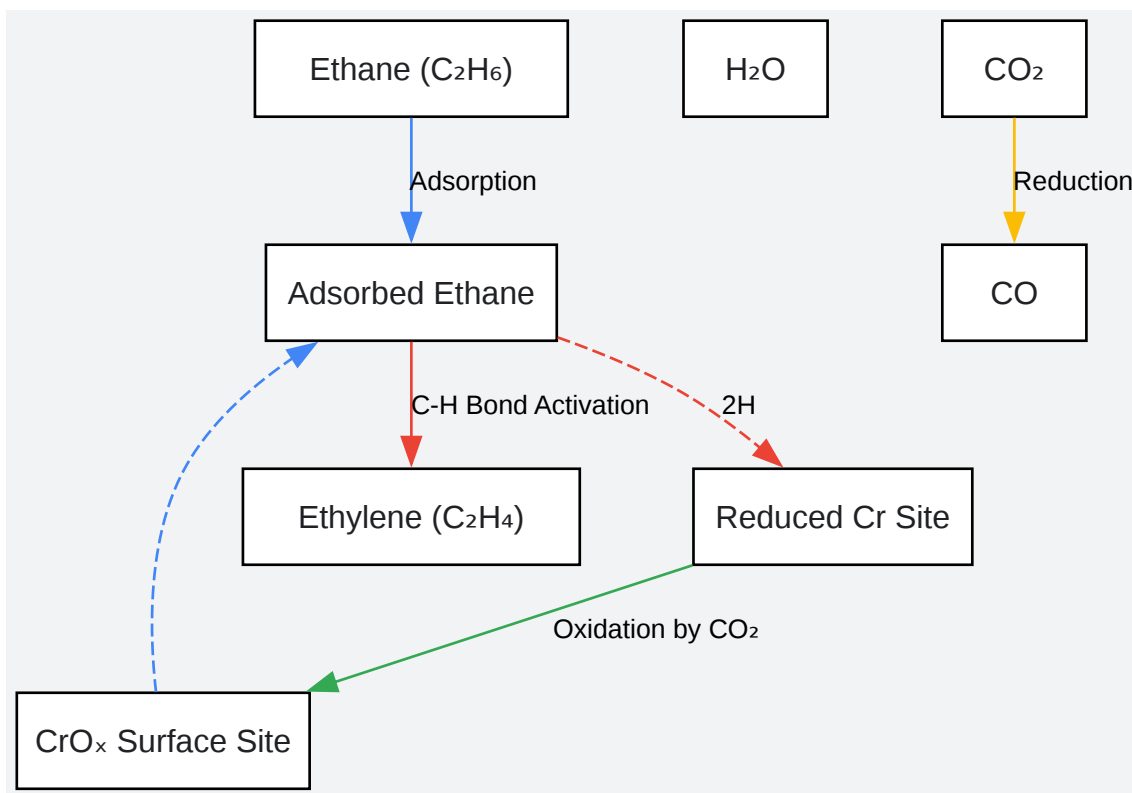 Ethane (C₂H₆)
H₂O
CO₂
Adsorption
Reduction
Adsorbed Ethane
CO
C-H Bond Activation
2H
Ethylene (C₂H₄)
Reduced Cr Site
Oxidation by CO₂
CrOₓ Surface Site